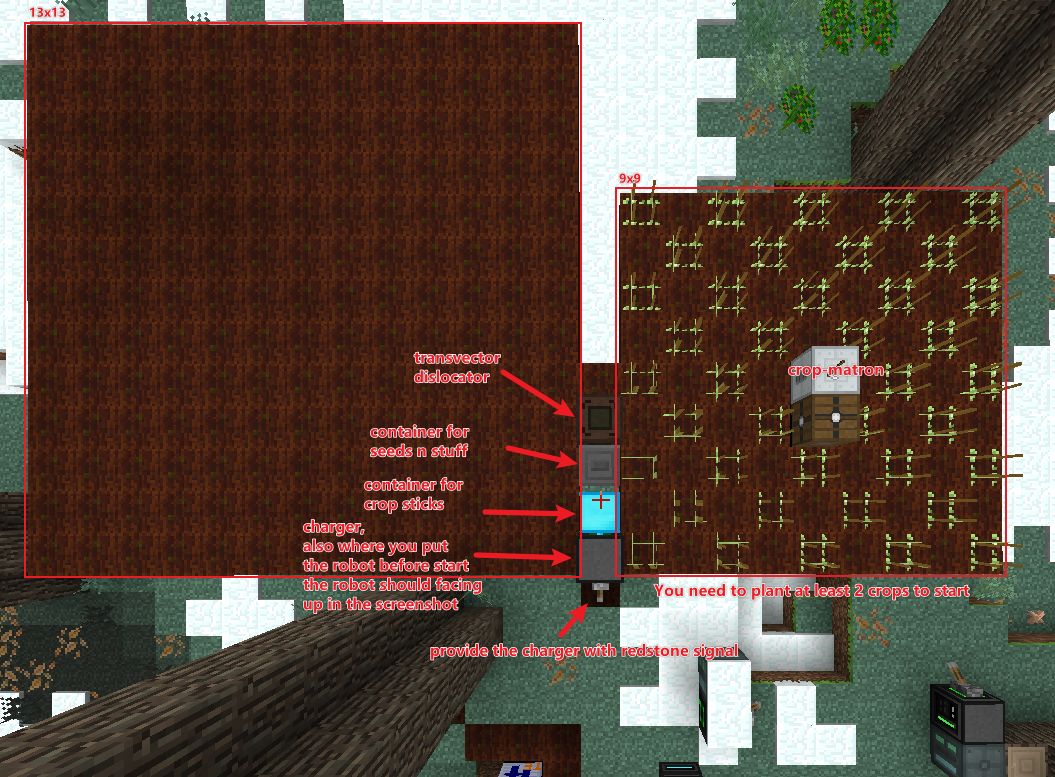 13x13
9x9
transvector
dislocator
crop-matron
container for
seeds n stuff
container for
crop sticks
charger,
also where you put
the robot before start
the robot should facing
up in the screenshot
You need to plant at least 2 crops to start
provide the charger with redstone signal